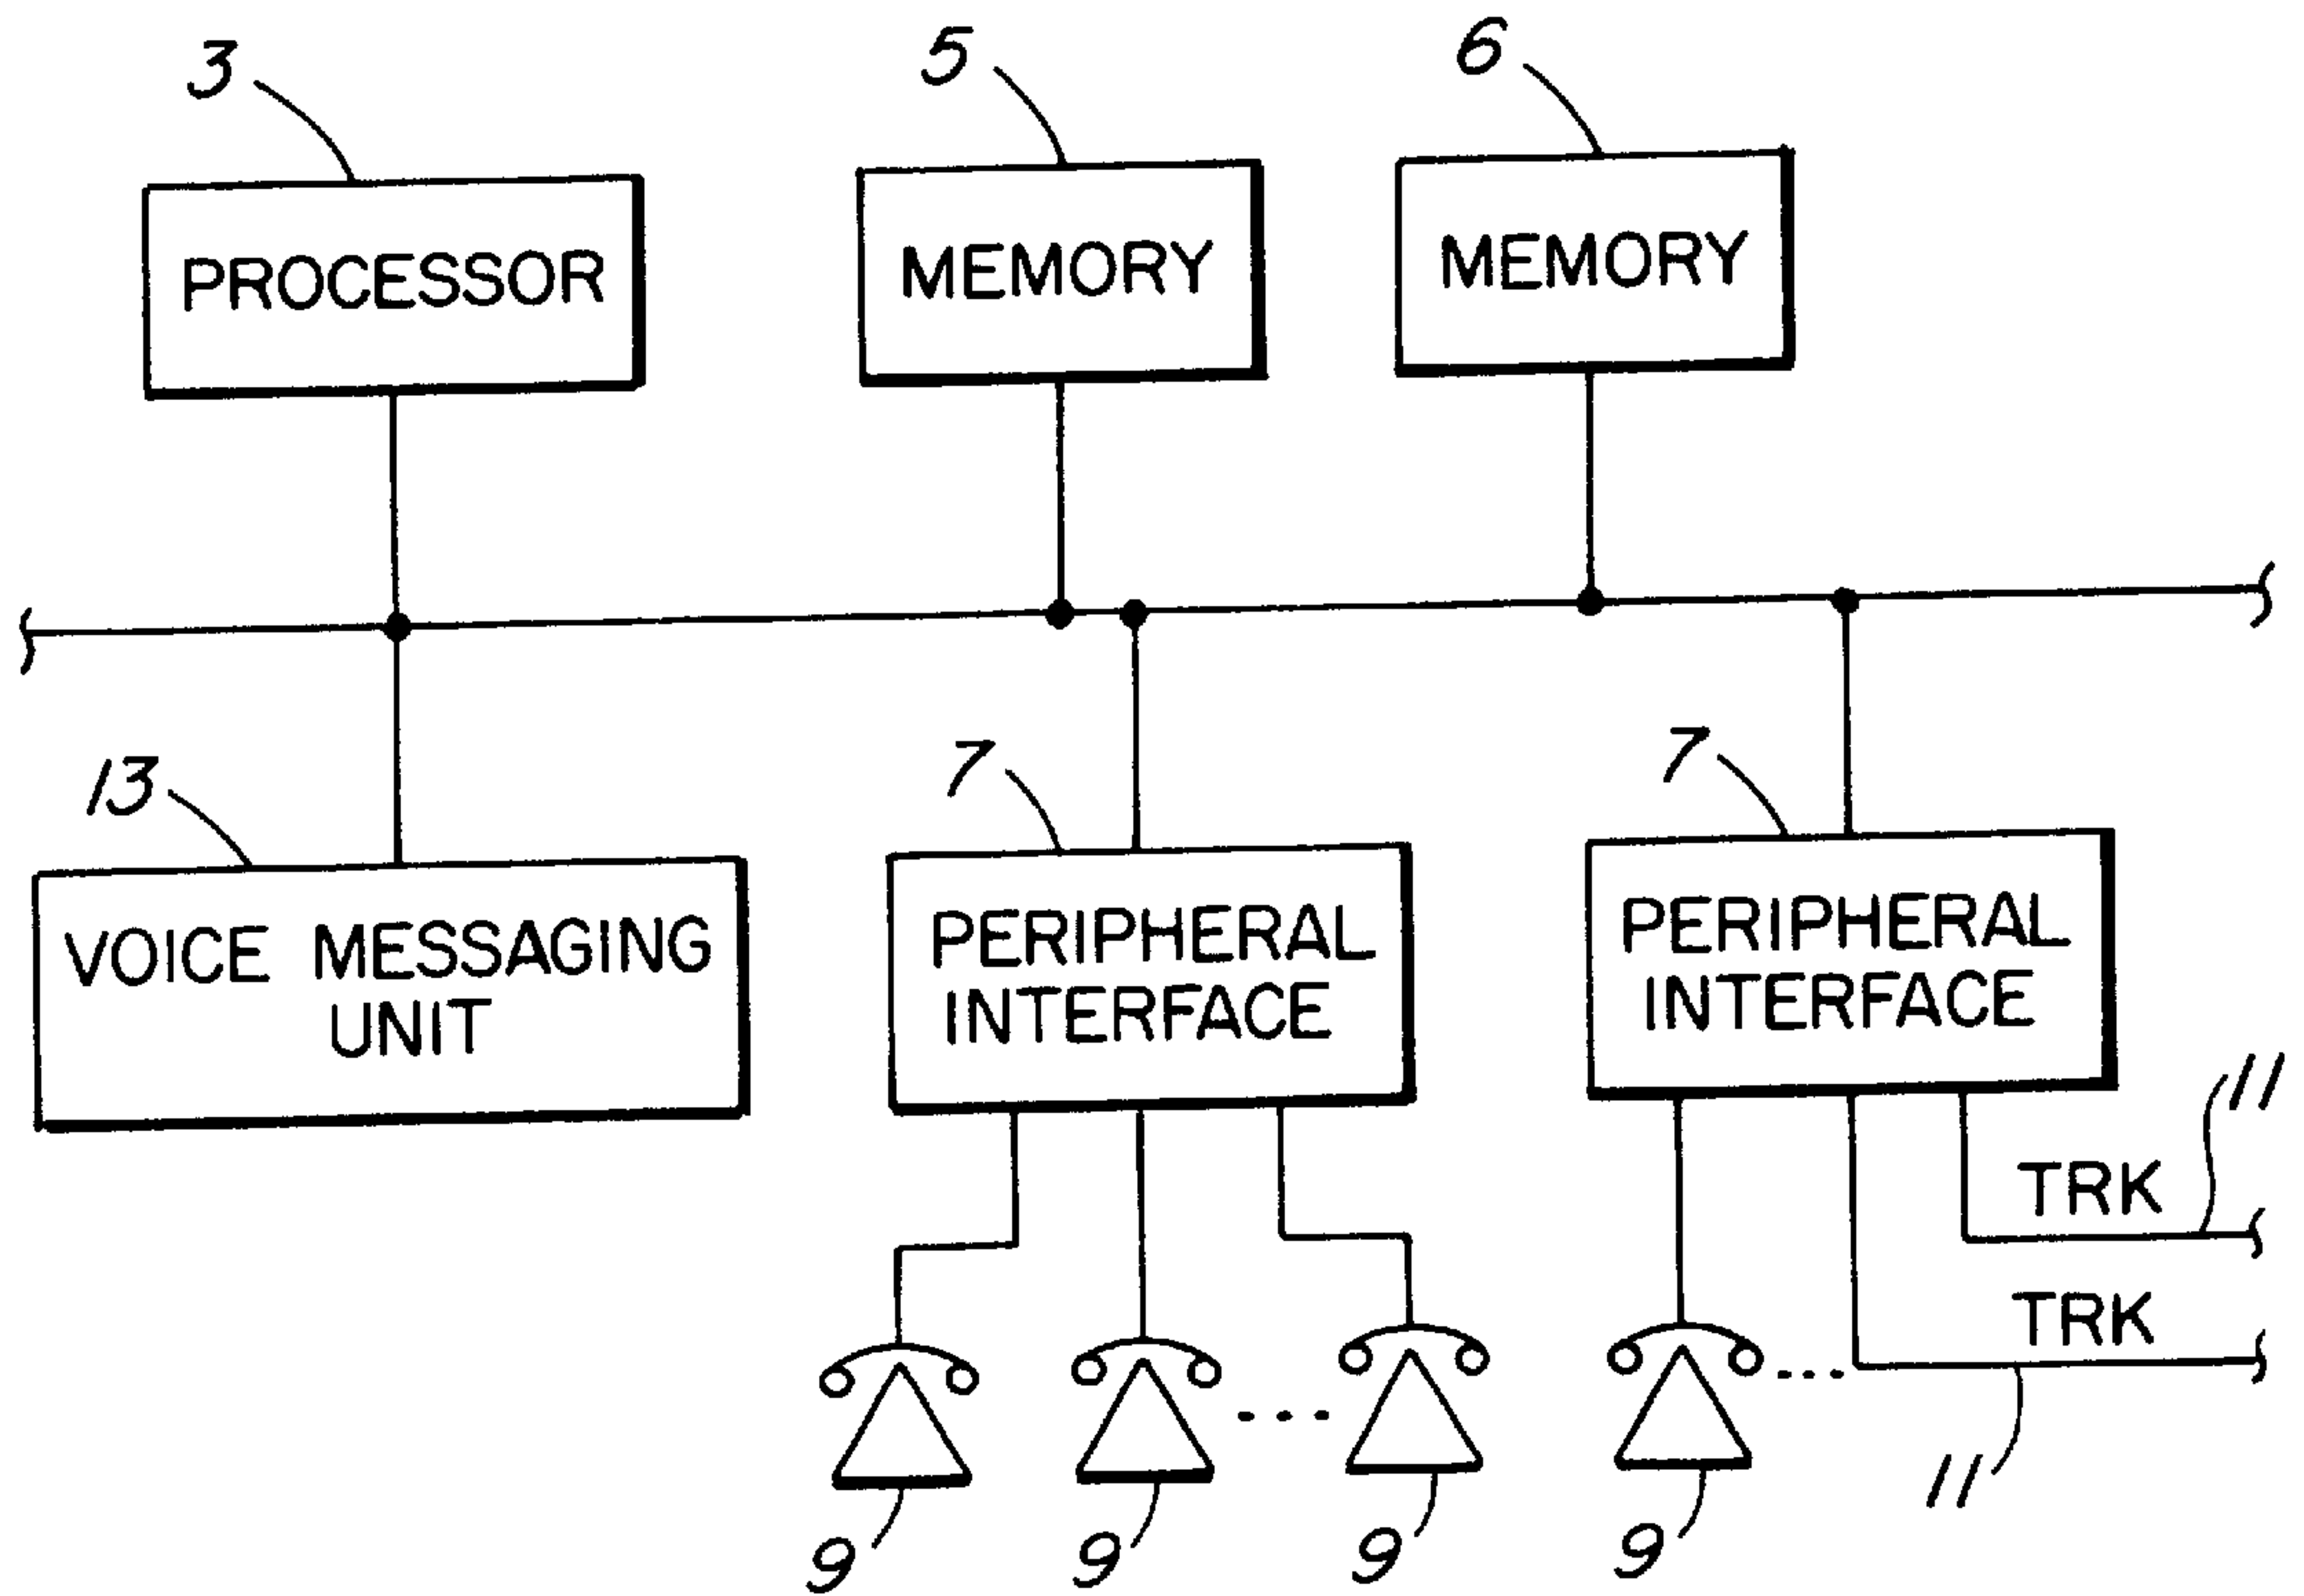 3
5
6
PROCESSOR
MEMORY
MEMORY
13
7
7
VOICE MESSAGING
UNIT
PERIPHERAL
INTERFACE
PERIPHERAL
INTERFACE
11
TRK
TRK
11
9
9
9
9